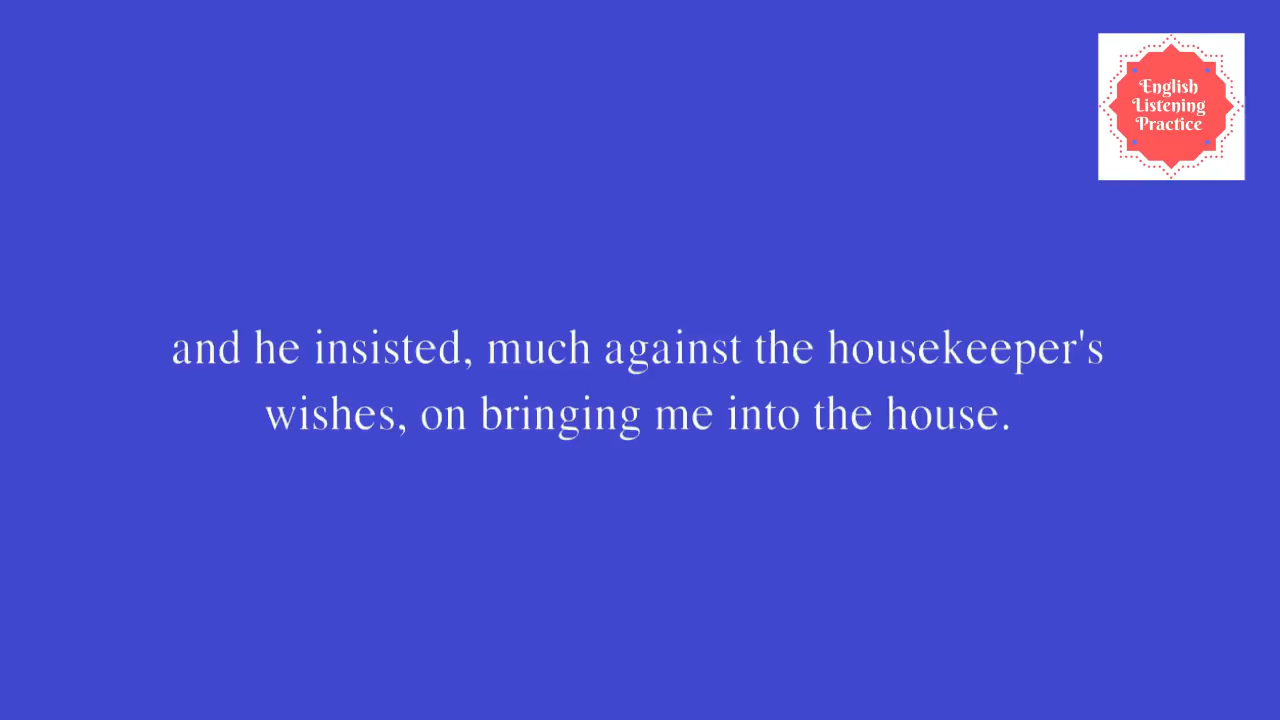 English
Listening
Practice
and he insisted, much against the housekeeper's
wishes, on bringing me into the house.